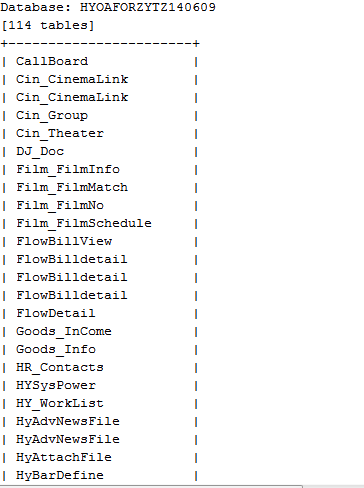 Database: HYOAFORZYTZ140609
[114 tables]
+-----------------------+
| CallBoard |
| Cin_CinemaLink |
| Cin_CinemaLink |
| Cin_Group |
| Cin_Theater |
| DJ_Doc |
| Film_FilmInfo |
| Film_FilmMatch |
| Film_FilmNo |
| Film_FilmSchedule |
| FlowBillView |
| FlowBilldetail |
| FlowBilldetail |
| FlowBilldetail |
| FlowDetail |
| Goods_InCome |
| Goods_Info |
| HR_Contacts |
| HYSysPower |
| HY_WorkList |
| HyAdvNewsFile |
| HyAdvNewsFile |
| HyAttachFile |
| HyBarDefine |